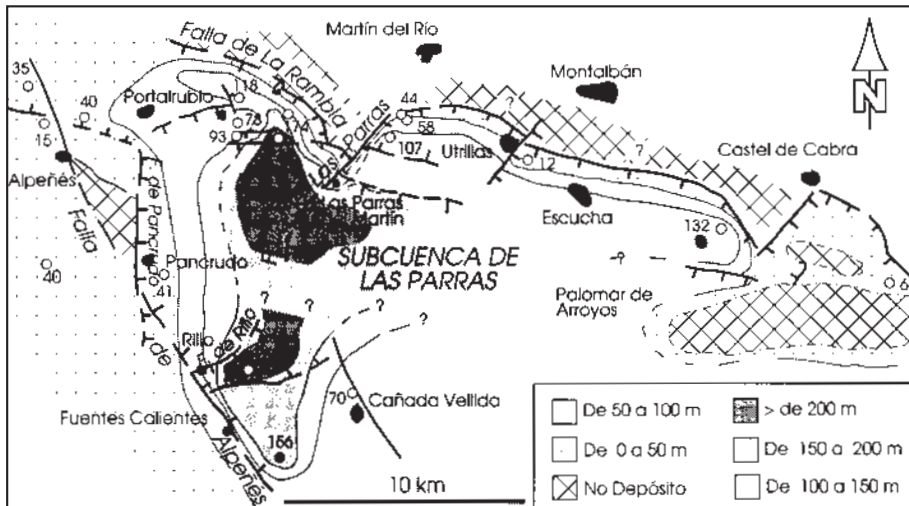 Martín del Río
Falla de La Rambla
Montalbán
N
35
40
18
Portalrubio
44
?
78
74
58
93
Las Parras
107
Utrillas
12
?
15
Castel de Cabra
Alpeñés
Las Parras
Martín
Escucha
Falla
de Pancrudo
132
SUBCUENCA DE
LAS PARRAS
-?
40
Pancrudo
41
6
?
?
Palomar de
Arroyos
?
Rillo
de Rillo
de
70
Cañada Vellida
Fuentes Calientes
156
Alpeñés
10 km
De 50 a 100 m
> de 200 m
De 0 a 50 m
De 150 a 200 m
No Depósito
De 100 a 150 m